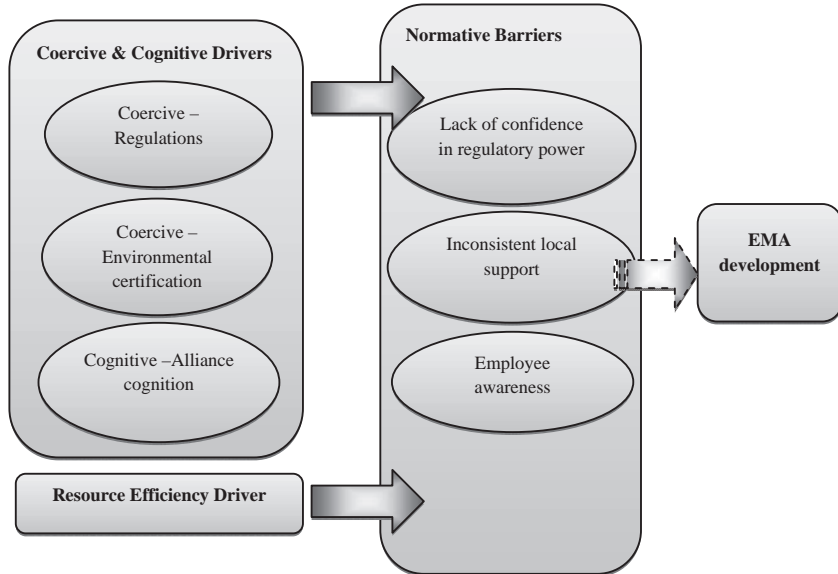 Coercive & Cognitive Drivers
Coercive –
Regulations
Coercive –
Environmental
certification
Cognitive –Alliance
cognition
Resource Efficiency Driver
Normative Barriers
Lack of confidence
in regulatory power
Inconsistent local
support
Employee
awareness
EMA
development